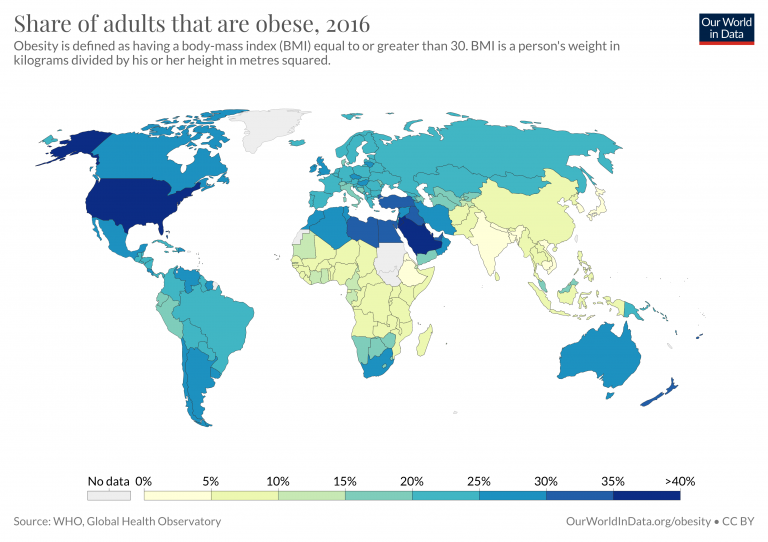 Share of adults that are obese, 2016
Obesity is defined as having a body-mass index (BMI) equal to or greater than 30. BMI is a person's weight in
kilograms divided by his or her height in metres squared.
Our World
in Data
No data 0% 5% 10% 15% 20% 25% 30% 35% >40%
Source: WHO, Global Health Observatory
OurWorldInData.org/obesity • CC BY